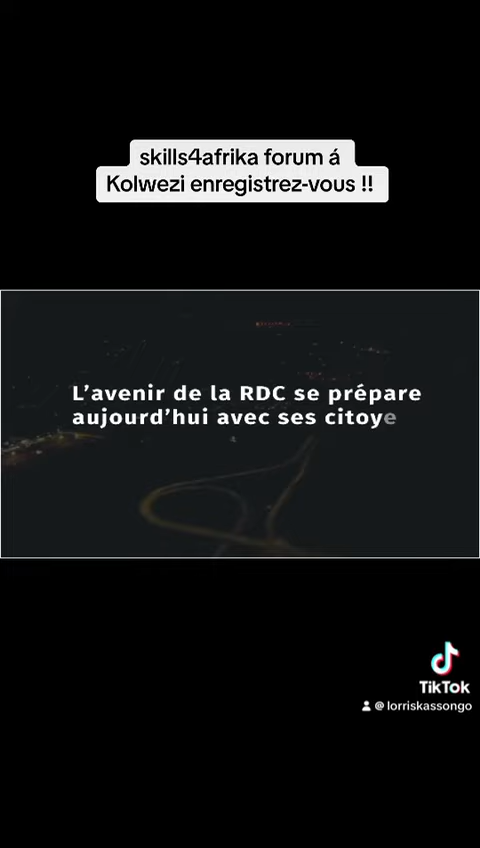 skills4afrika forum á
Kolwezi enregistrez-vous !!
L'avenir de la RDC se prépare
aujourd'hui avec ses citoye
TikTok
@ lorriskassongo